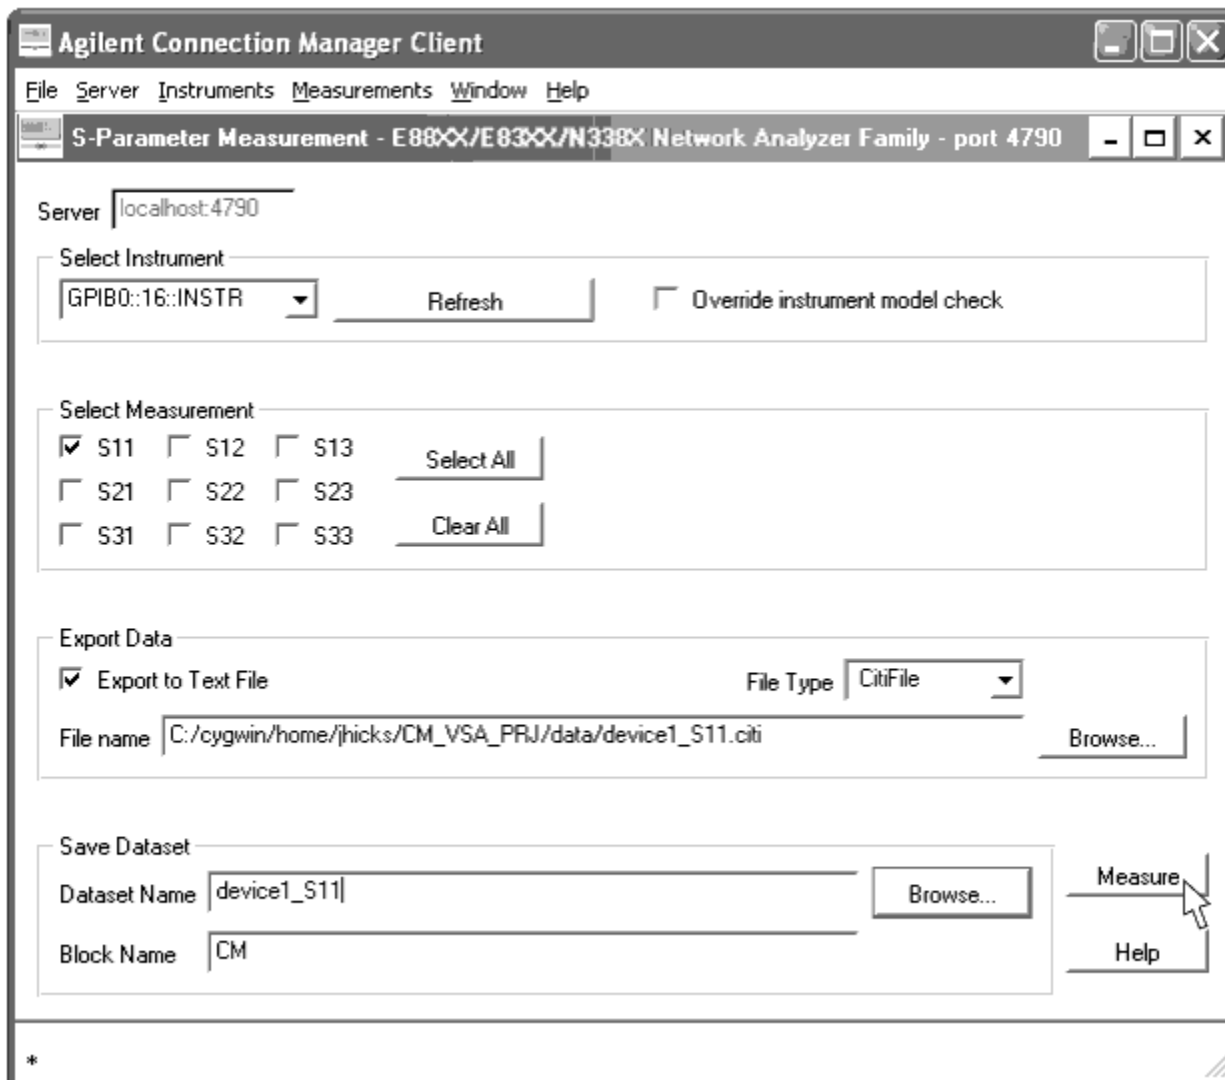 Agilent Connection Manager Client
File Server Instruments Measurements Window Help
S-Parameter Measurement - E88XX/E83XX/N338X Network Analyzer Family - port 4790
Server localhost:4790
Select Instrument
GPIB0::16::INSTR Refresh Override instrument model check
Select Measurement
S11 S12 S13 Select All
S21 S22 S23
S31 S32 S33 Clear All
Export Data
Export to Text File File Type CitiFile
File name C:/cygwin/home/jhicks/CM_VSA_PRJ/data/device1_S11.citi Browse...
Save Dataset
Dataset Name device1_S11 Browse... Measure
Block Name CM Help
*